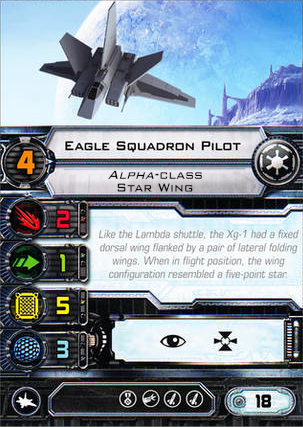 Eagle Squadron Pilot
4
Alpha-class
Star Wing
2
1
5
3
Like the Lambda shuttle, the Xg-1 had a fixed
dorsal wing flanked by a pair of lateral folding
wings. When in flight position, the wing
configuration resembled a five-point star.
18